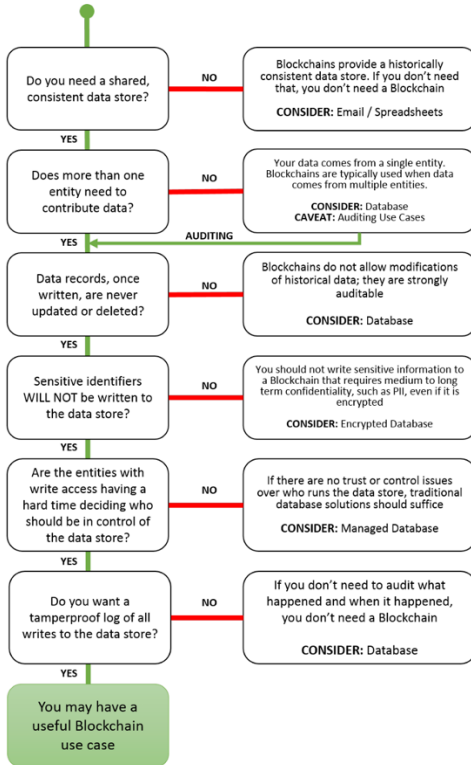 Do you need a shared,
consistent data store?
NO
Blockchains provide a historically
consistent data store. If you don't need
that, you don't need a Blockchain
CONSIDER: Email / Spreadsheets
YES
Does more than one
entity need to
contribute data?
NO
Your data comes from a single entity.
Blockchains are typically used when data
comes from multiple entities.
CONSIDER: Database
CAVEAT: Auditing Use Cases
AUDITING
YES
Data records, once
written, are never
updated or deleted?
NO
Blockchains do not allow modifications
of historical data; they are strongly
auditable
CONSIDER: Database
YES
Sensitive identifiers
WILL NOT be written to
the data store?
NO
You should not write sensitive information to
a Blockchain that requires medium to long
term confidentiality, such as PII, even if it is
encrypted
CONSIDER: Encrypted Database
YES
Are the entities with
write access having a
hard time deciding who
should be in control of
the data store?
NO
If there are no trust or control issues
over who runs the data store, traditional
database solutions should suffice
CONSIDER: Managed Database
YES
Do you want a
tamperproof log of all
writes to the data store?
NO
If you don't need to audit what
happened and when it happened,
you don't need a Blockchain
CONSIDER: Database
YES
You may have a
useful Blockchain
use case